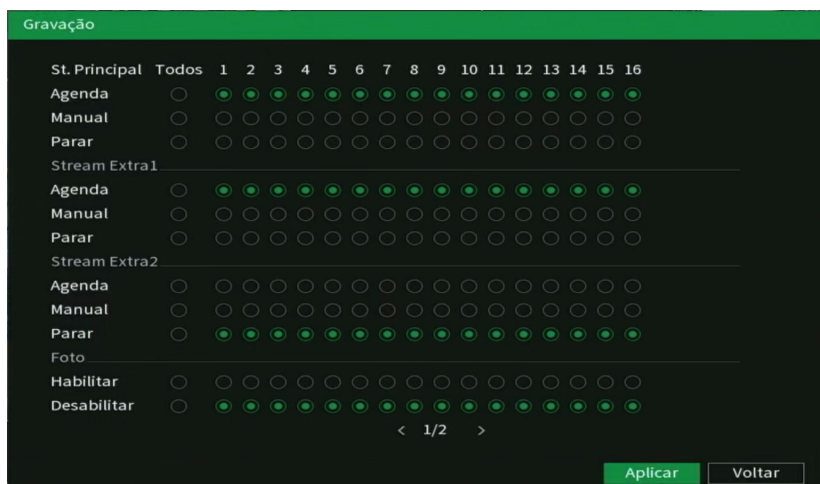 Gravação
St. Principal Todos 1 2 3 4 5 6 7 8 9 10 11 12 13 14 15 16
Agenda
Manual
Parar
Stream Extra1
Agenda
Manual
Parar
Stream Extra2
Agenda
Manual
Parar
Foto
Habilitar
Desabilitar
< 1/2 >
Aplicar Voltar